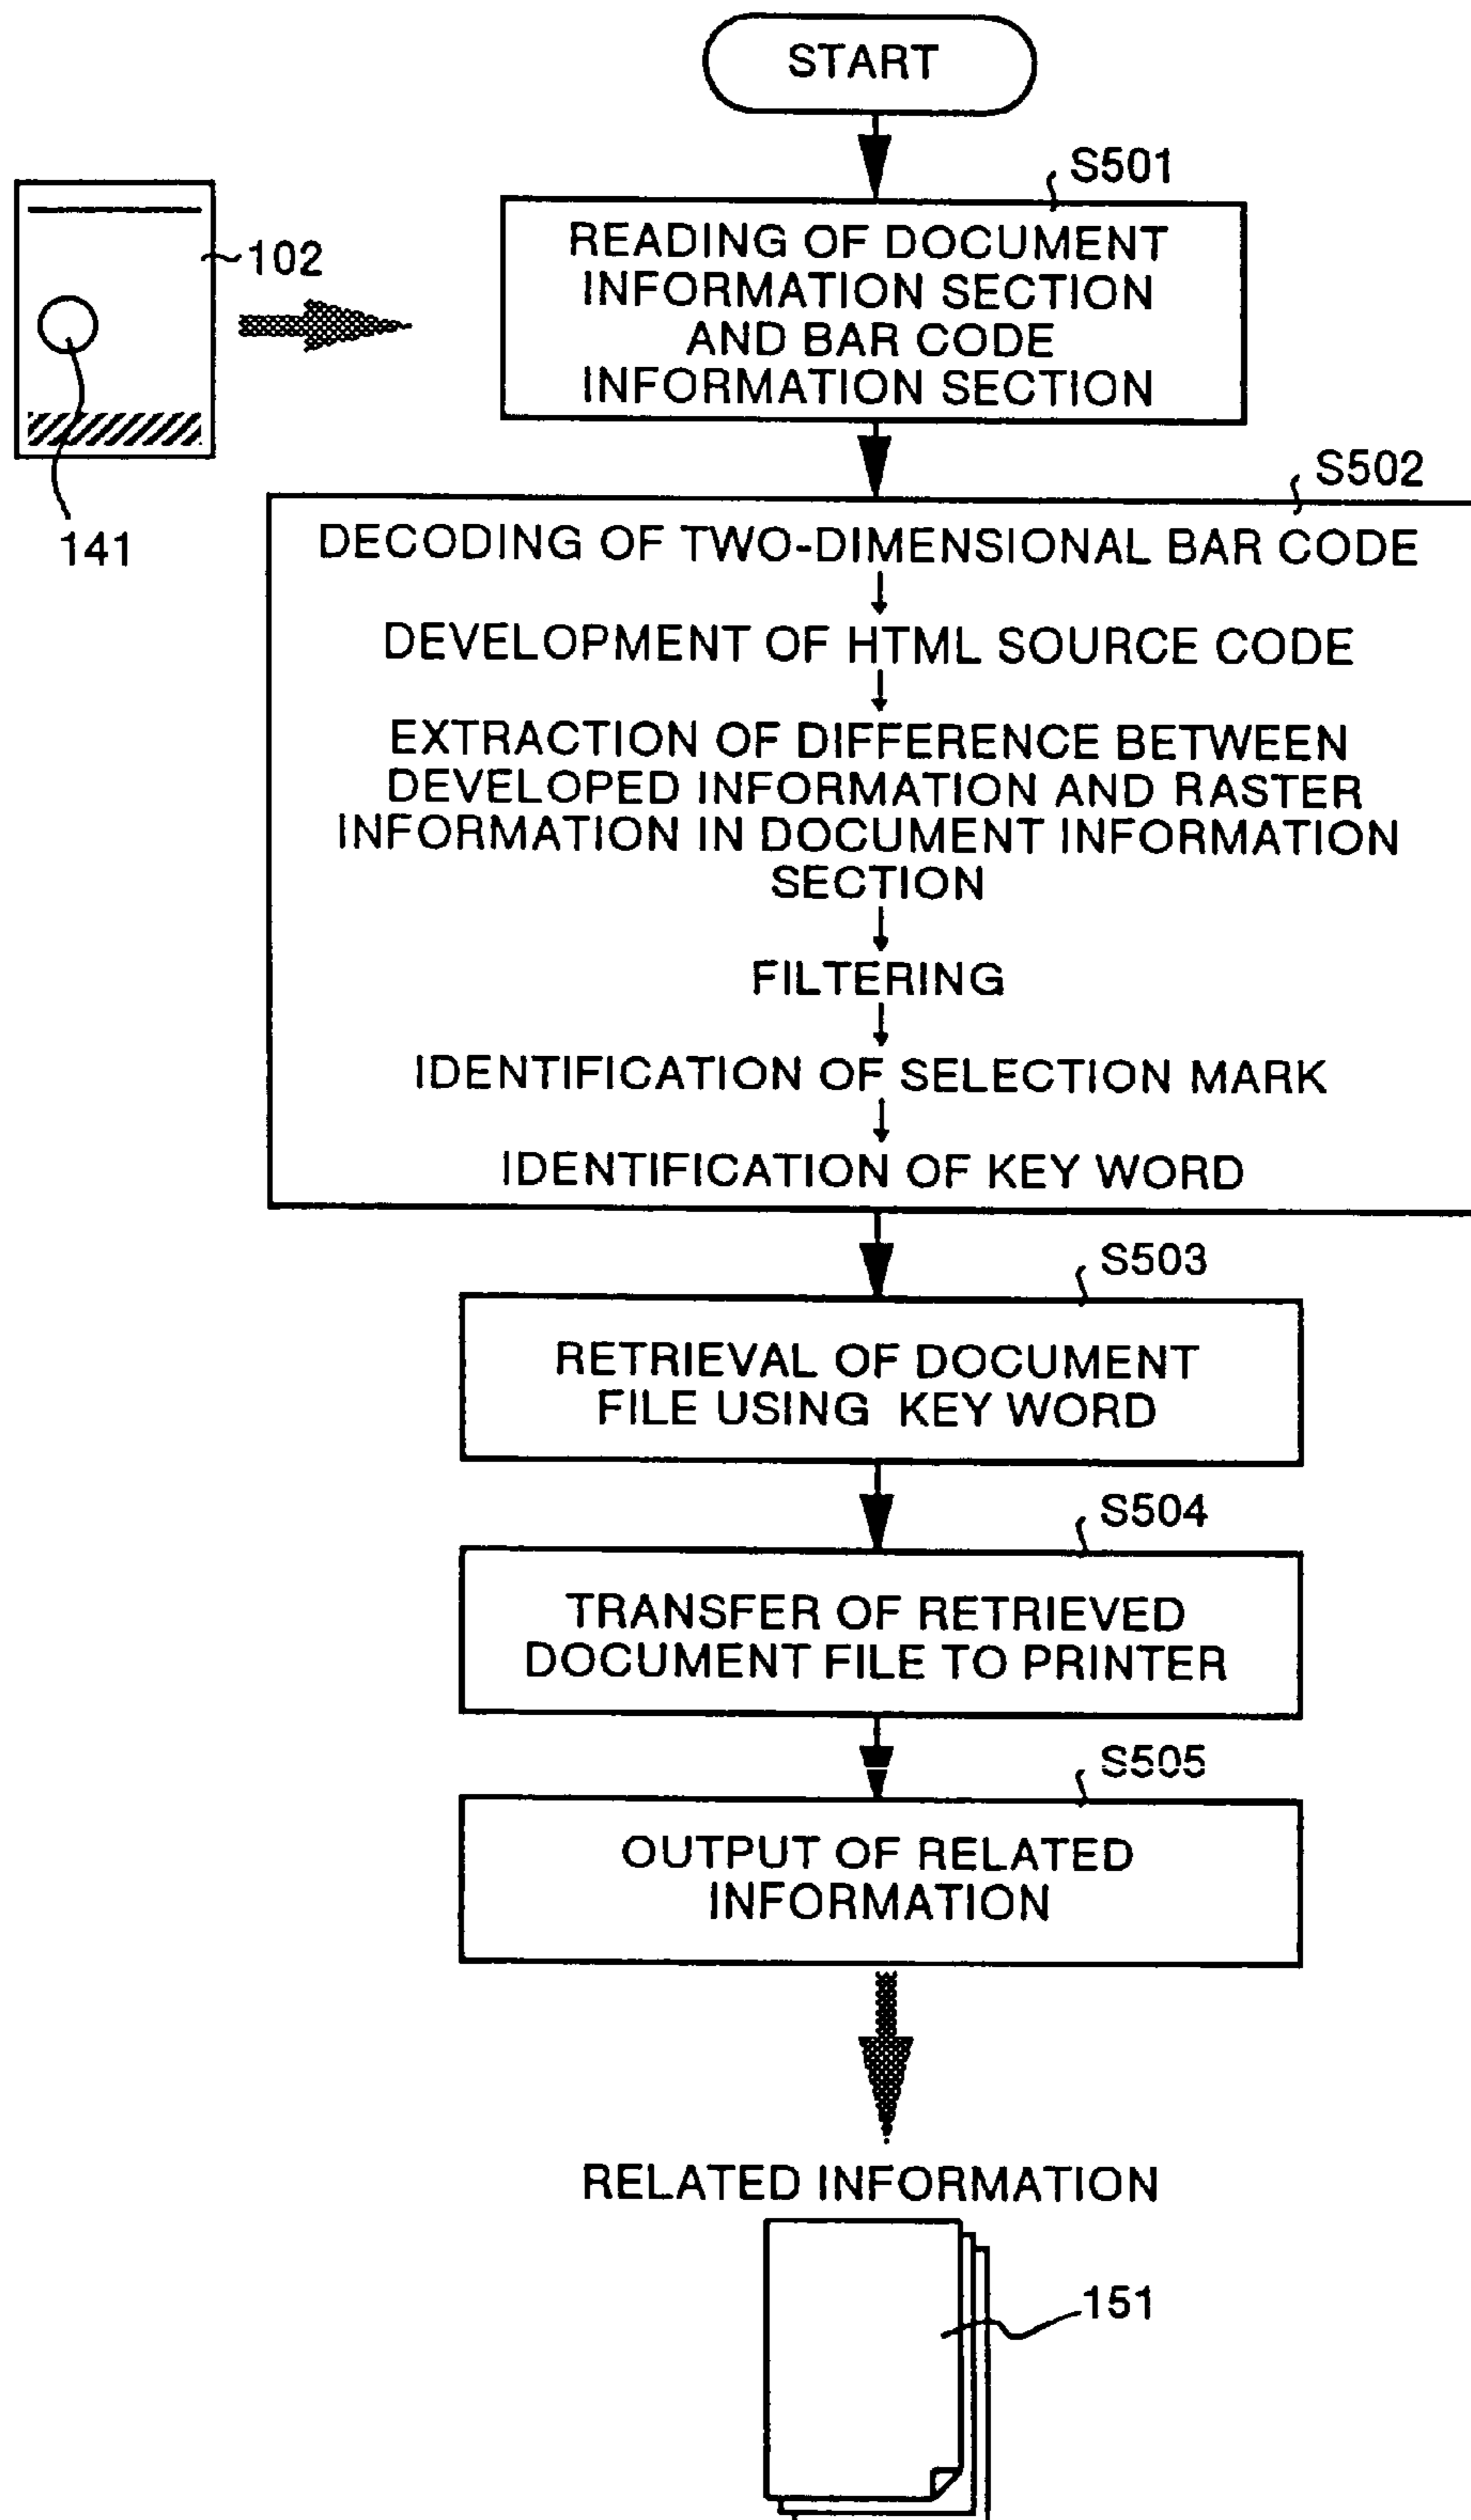 START
S501
102
READING OF DOCUMENT
INFORMATION SECTION
AND BAR CODE
INFORMATION SECTION
141
S502
DECODING OF TWO-DIMENSIONAL BAR CODE
DEVELOPMENT OF HTML SOURCE CODE
EXTRACTION OF DIFFERENCE BETWEEN
DEVELOPED INFORMATION AND RASTER
INFORMATION IN DOCUMENT INFORMATION
SECTION
FILTERING
IDENTIFICATION OF SELECTION MARK
IDENTIFICATION OF KEY WORD
S503
RETRIEVAL OF DOCUMENT
FILE USING KEY WORD
S504
TRANSFER OF RETRIEVED
DOCUMENT FILE TO PRINTER
S505
OUTPUT OF RELATED
INFORMATION
RELATED INFORMATION
151